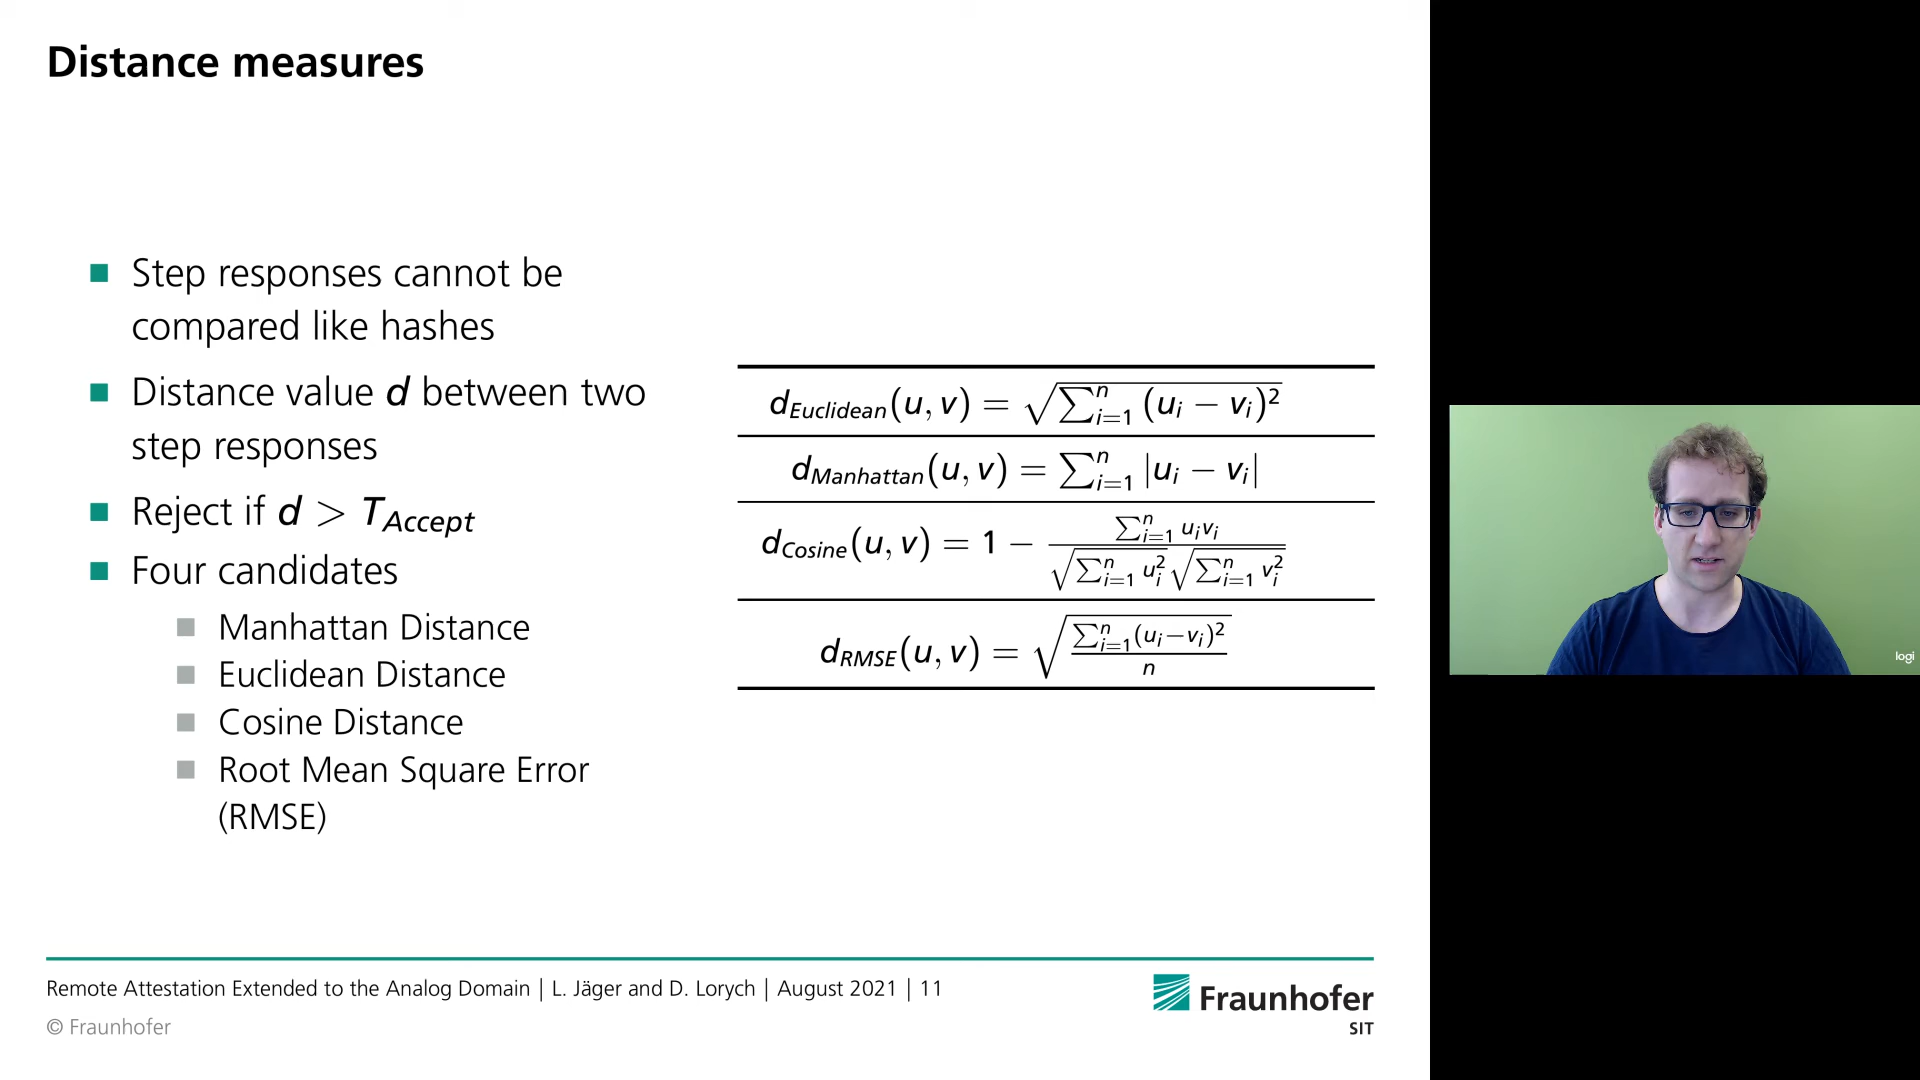 Distance measures
Step responses cannot be
compared like hashes
Distance value d between two
step responses
Reject if d > T_Accept
Four candidates
Manhattan Distance
Euclidean Distance
Cosine Distance
Root Mean Square Error
(RMSE)
d_Euclidean(u, v) = √(∑_{i=1}^n (u_i − v_i)²)
d_Manhattan(u, v) = ∑_{i=1}^n |u_i − v_i|
d_Cosine(u, v) = 1 − (∑_{i=1}^n u_i v_i) / (√(∑_{i=1}^n u_i²) √(∑_{i=1}^n v_i²))
d_RMSE(u, v) = √(∑_{i=1}^n (u_i − v_i)² / n)
logi
Remote Attestation Extended to the Analog Domain | L. Jäger and D. Lorych | August 2021 | 11
© Fraunhofer
Fraunhofer
SIT